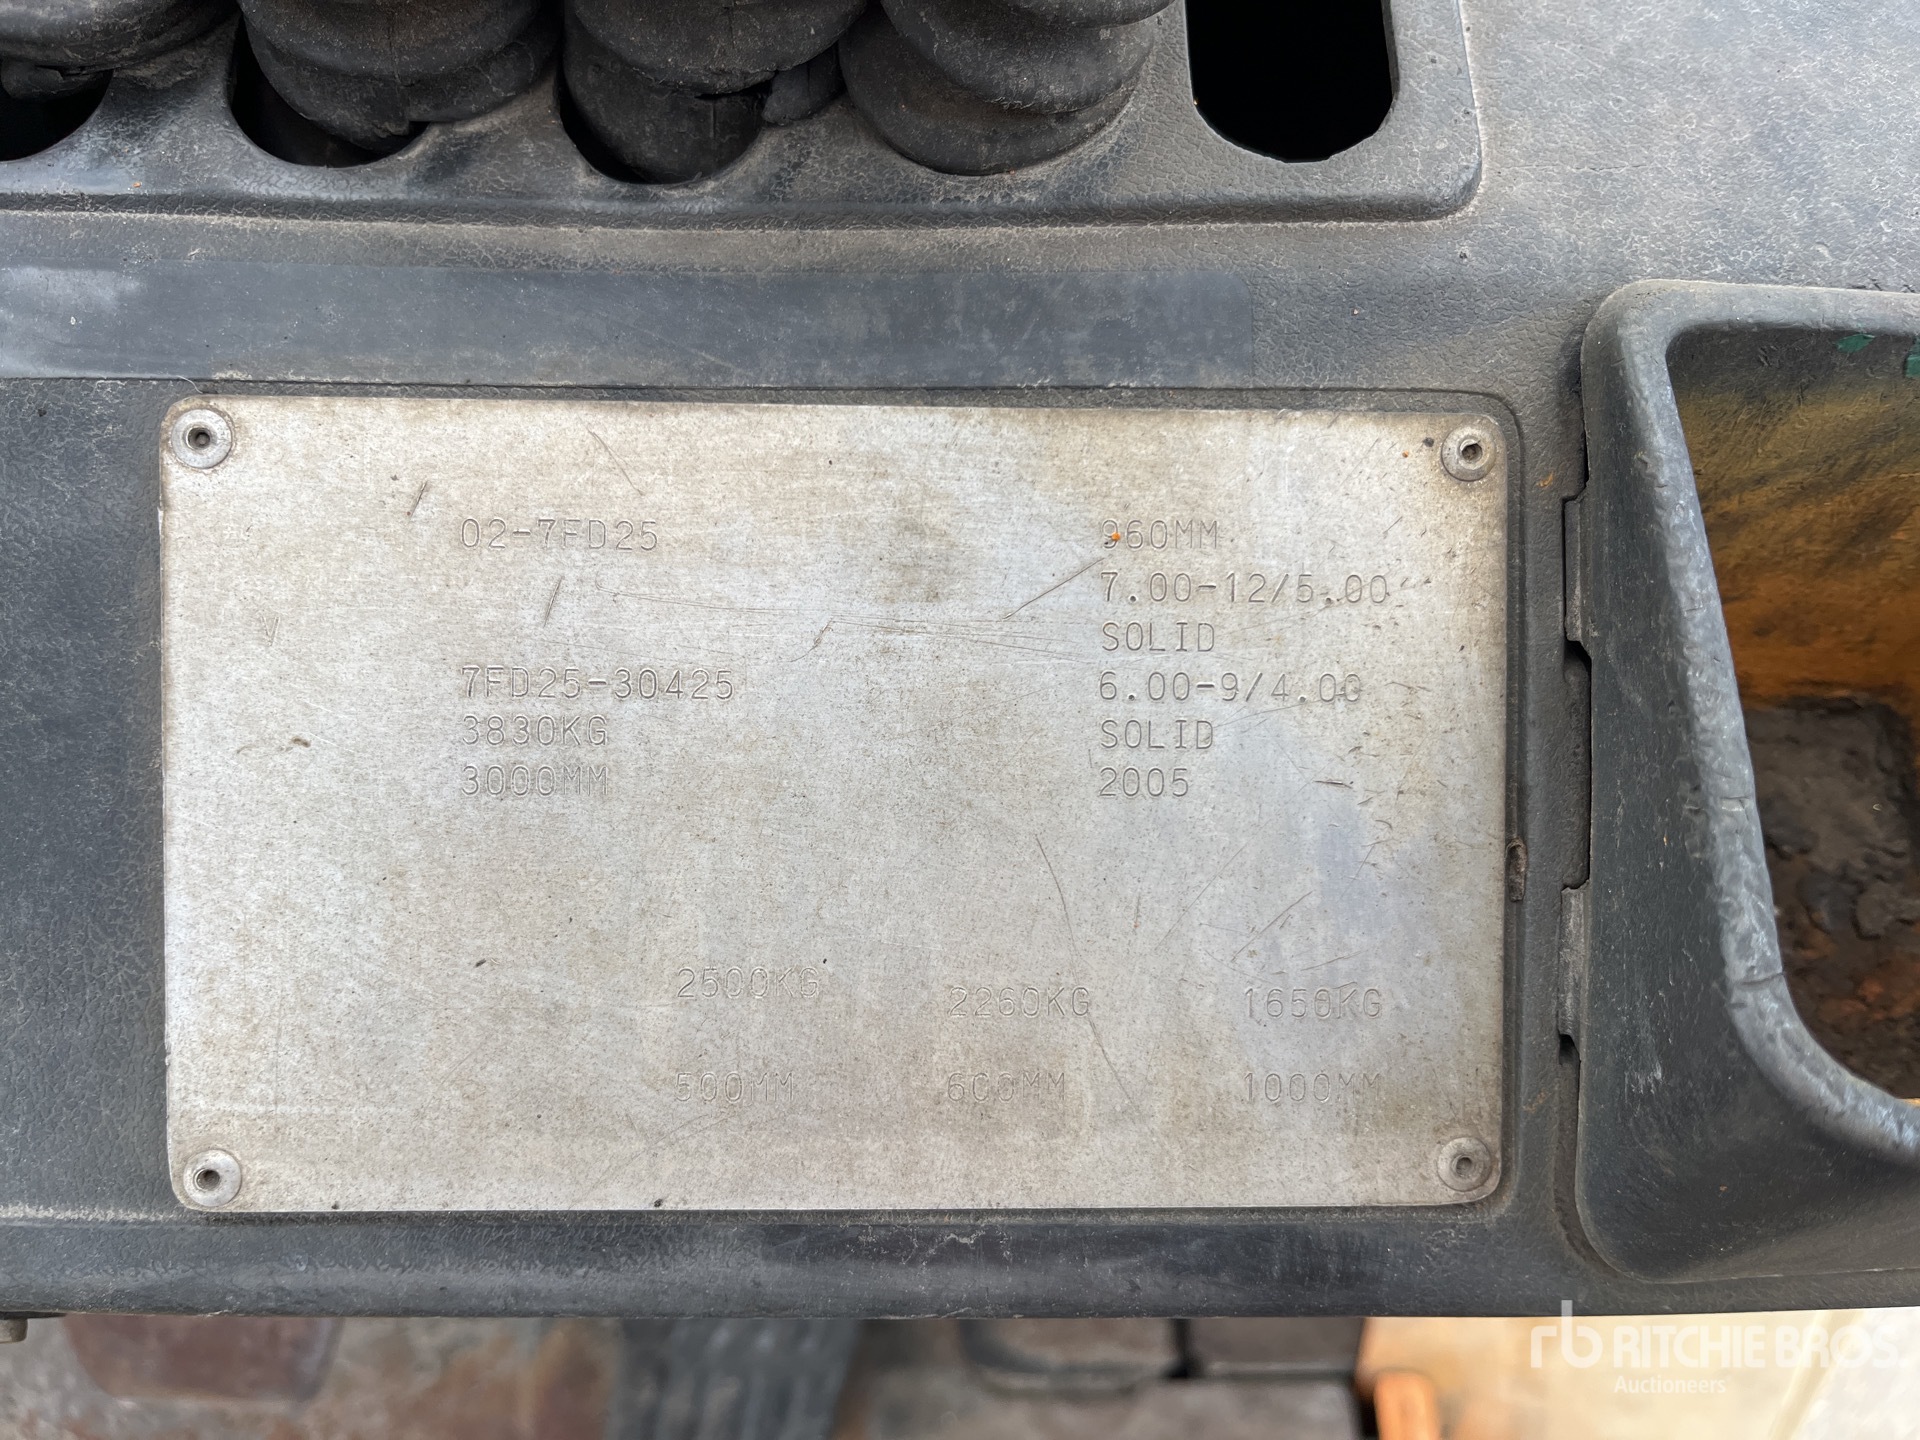 02-7FD25
960MM
7.00-12/5.00
SOLID
V
7FD25-30425
6.00-9/4.00
3830KG
SOLID
3000MM
2005
2500KG
2260KG
1650KG
500MM
600MM
1000MM
rb RITCHIE BROS.
Auctioneers